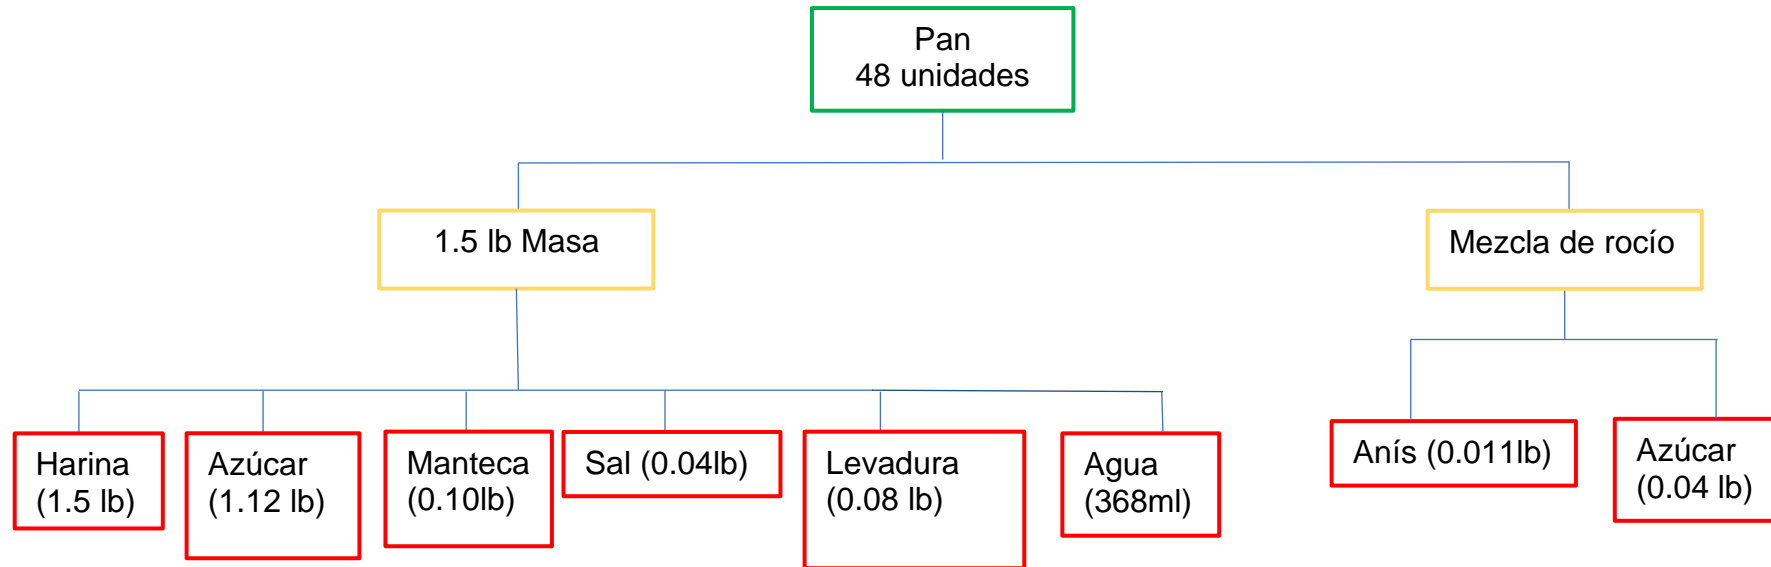 Pan
48 unidades
1.5 lb Masa
Mezcla de rocío
Harina
(1.5 lb)
Azúcar
(1.12 lb)
Manteca
(0.10lb)
Sal (0.04lb)
Levadura
(0.08 lb)
Agua
(368ml)
Anís (0.011lb)
Azúcar
(0.04 lb)